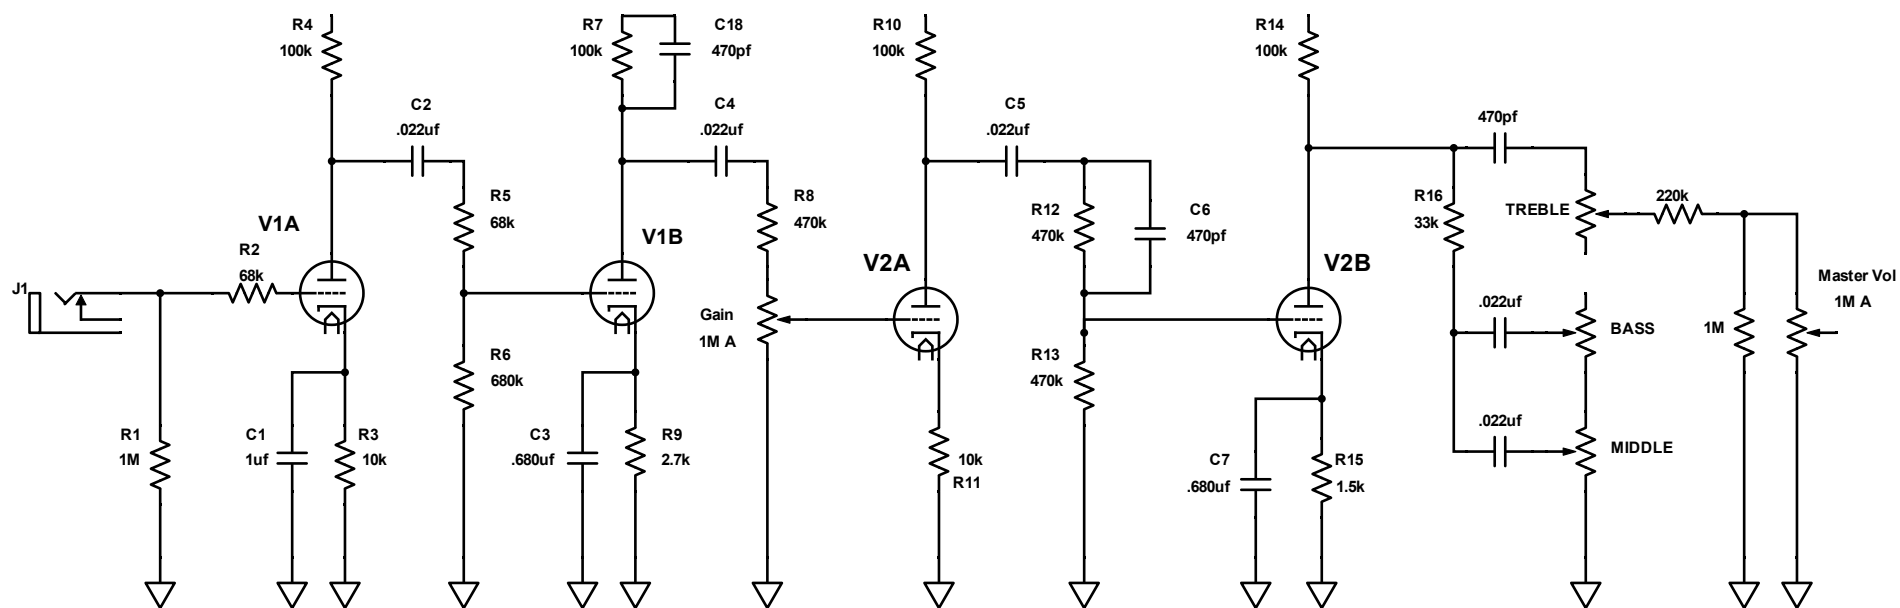 R4
100k
R7
100k
C18
470pf
R10
100k
R14
100k
C2
.022uf
C4
.022uf
C5
.022uf
470pf
R5
68k
R8
470k
R12
470k
C6
470pf
R16
33k
TREBLE
220k
V1A
V1B
V2A
V2B
R2
68k
J1
Gain
1M A
Master Vol
1M A
.022uf
BASS
1M
R6
680k
R13
470k
R1
1M
C1
1uf
R3
10k
C3
.680uf
R9
2.7k
10k
R11
C7
.680uf
R15
1.5k
.022uf
MIDDLE